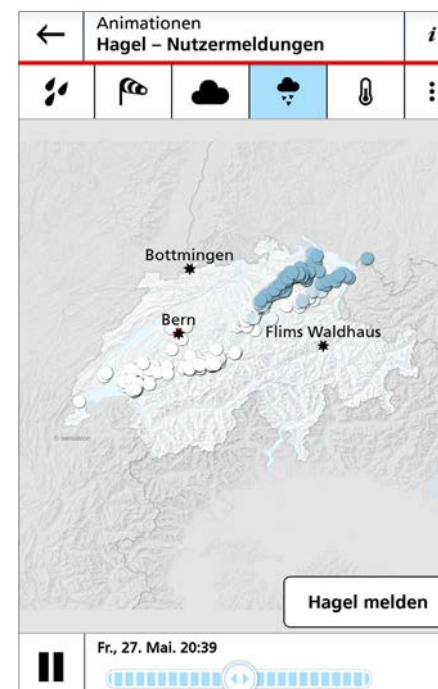 Animationen
Hagel – Nutzermeldungen
i
Bottmingen
Bern
Flims Waldhaus
Hagel melden
Fr., 27. Mai. 20:39